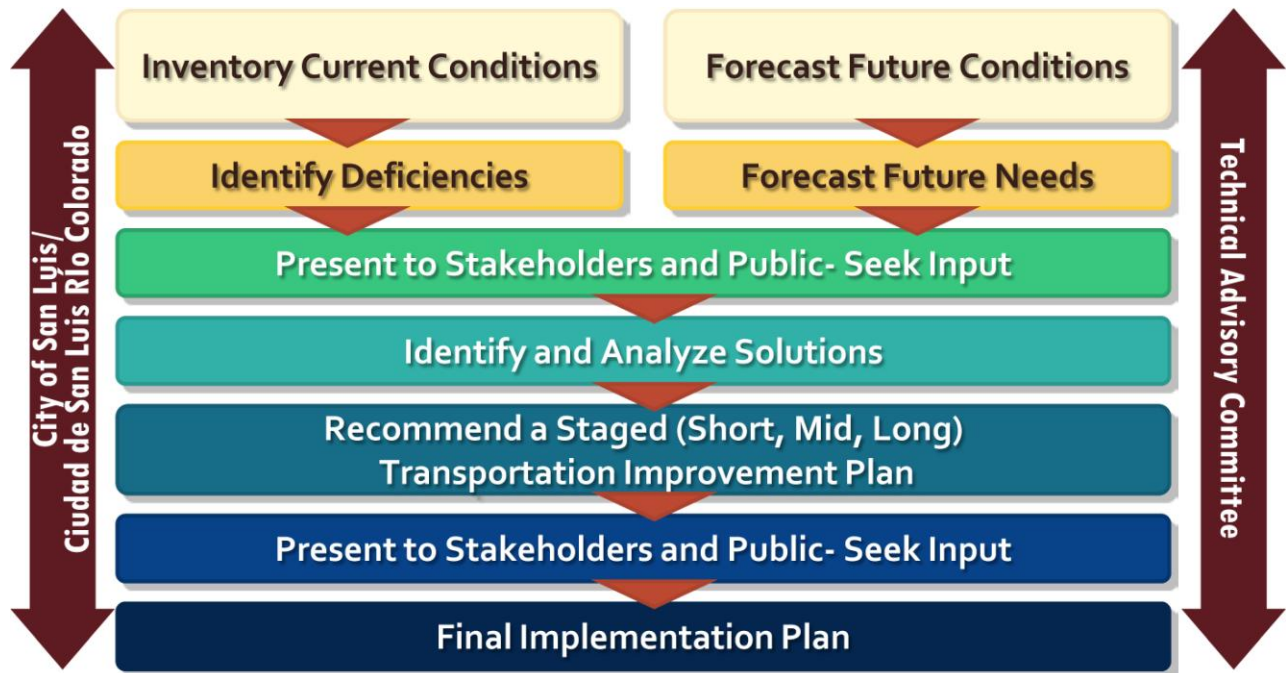 City of San Luis/
Ciudad de San Luis Río Colorado
Inventory Current Conditions
Forecast Future Conditions
Identify Deficiencies
Forecast Future Needs
Present to Stakeholders and Public- Seek Input
Identify and Analyze Solutions
Recommend a Staged (Short, Mid, Long)
Transportation Improvement Plan
Present to Stakeholders and Public- Seek Input
Final Implementation Plan
Technical Advisory Committee